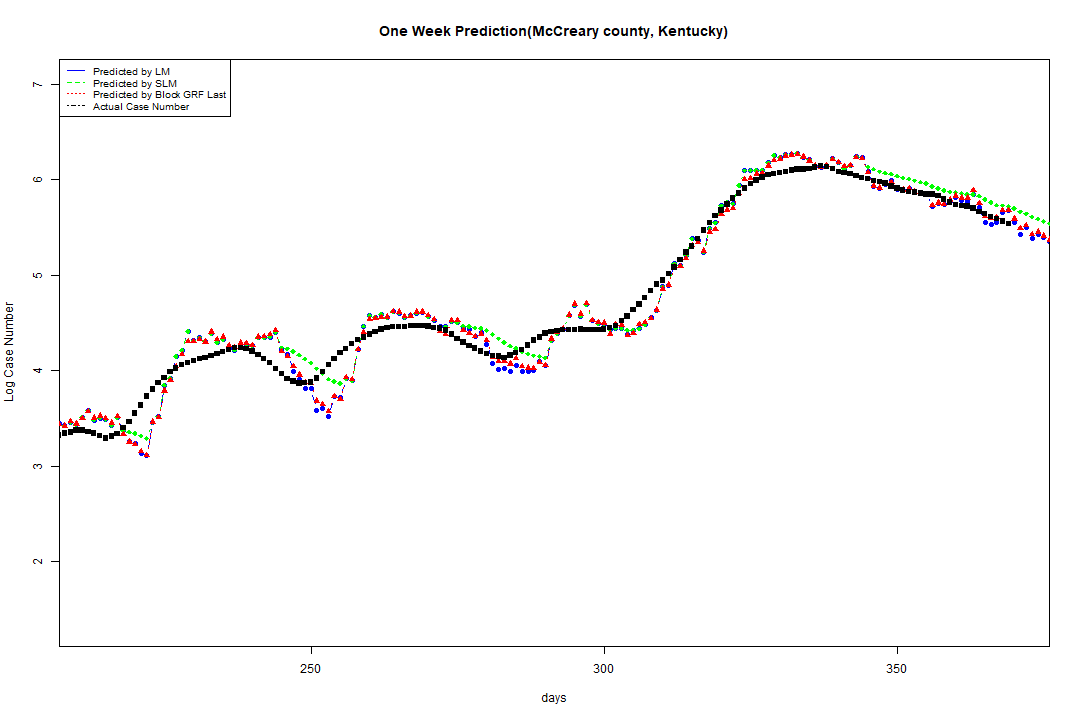 One Week Prediction(McCreary county, Kentucky)
Predicted by LM
Predicted by SLM
Predicted by Block GRF Last
Actual Case Number
7
6
5
4
3
2
Log Case Number
250
300
350
days